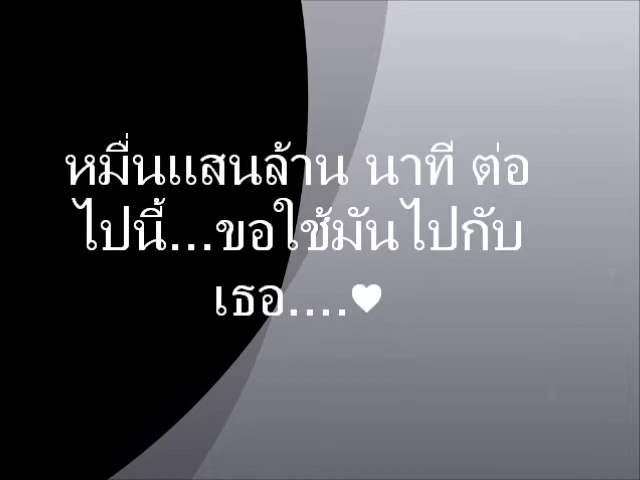 หมื่นแสนล้าน นาที ต่อ
ไปนี้...ขอใช้มันไปกับ
เธอ....♥